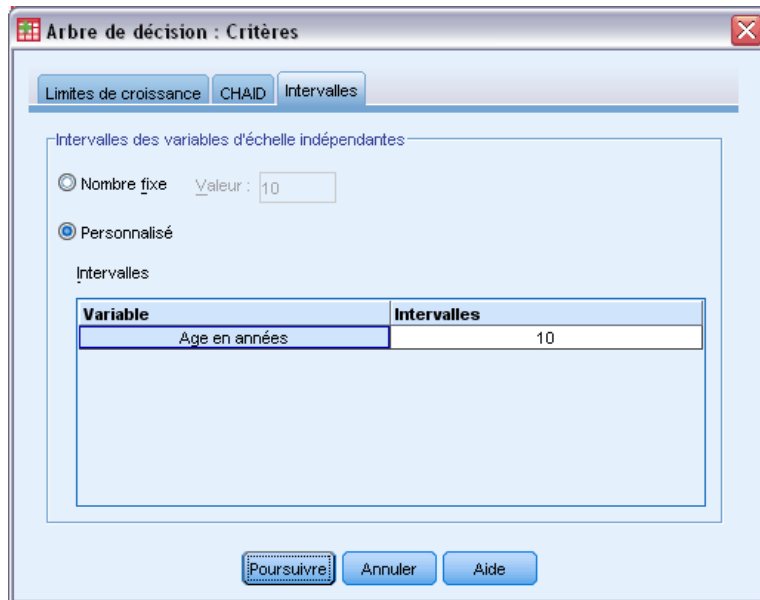 Arbre de décision : Critères
Limites de croissance CHAID Intervalles
Intervalles des variables d'échelle indépendantes
Nombre fixe Valeur : 10
Personnalisé
Intervalles
Variable Intervalles
Age en années 10
Poursuivre Annuler Aide